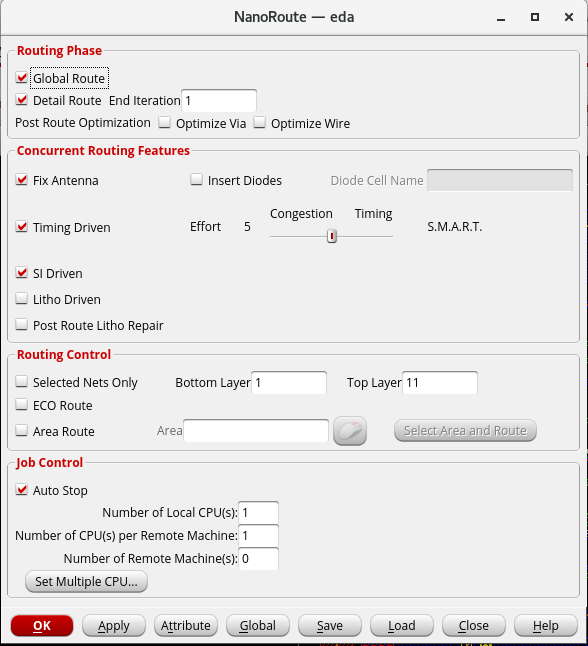 NanoRoute — eda
Routing Phase
Global Route
Detail Route End Iteration 1
Post Route Optimization Optimize Via Optimize Wire
Concurrent Routing Features
Fix Antenna Insert Diodes Diode Cell Name
Congestion Timing
Timing Driven Effort 5 S.M.A.R.T.
SI Driven
Litho Driven
Post Route Litho Repair
Routing Control
Selected Nets Only Bottom Layer 1 Top Layer 11
ECO Route
Area Route Area Select Area and Route
Job Control
Auto Stop
Number of Local CPU(s): 1
Number of CPU(s) per Remote Machine: 1
Number of Remote Machine(s): 0
Set Multiple CPU...
OK Apply Attribute Global Save Load Close Help